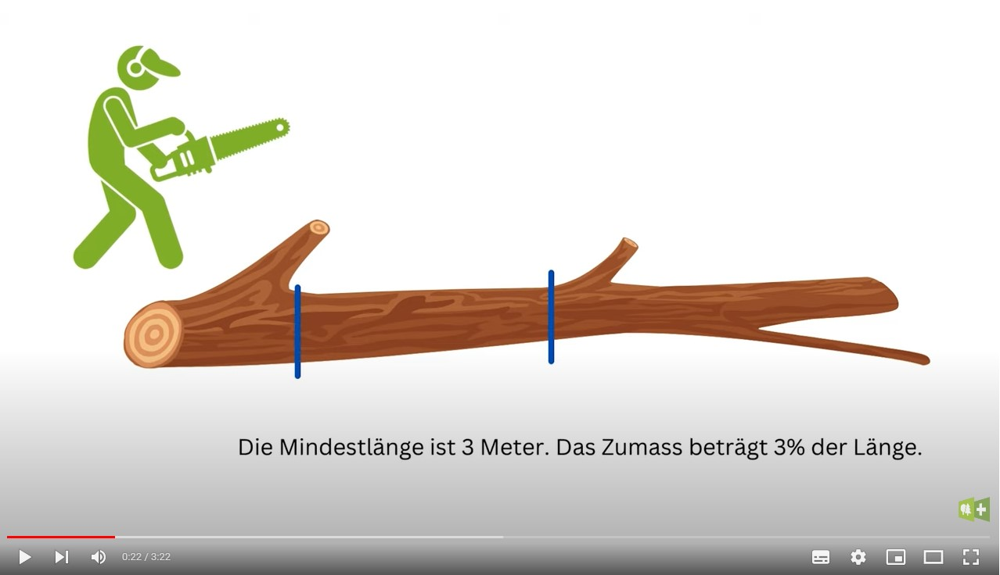 Die Mindestlänge ist 3 Meter. Das Zumass beträgt 3% der Länge.
0:22 / 3:22